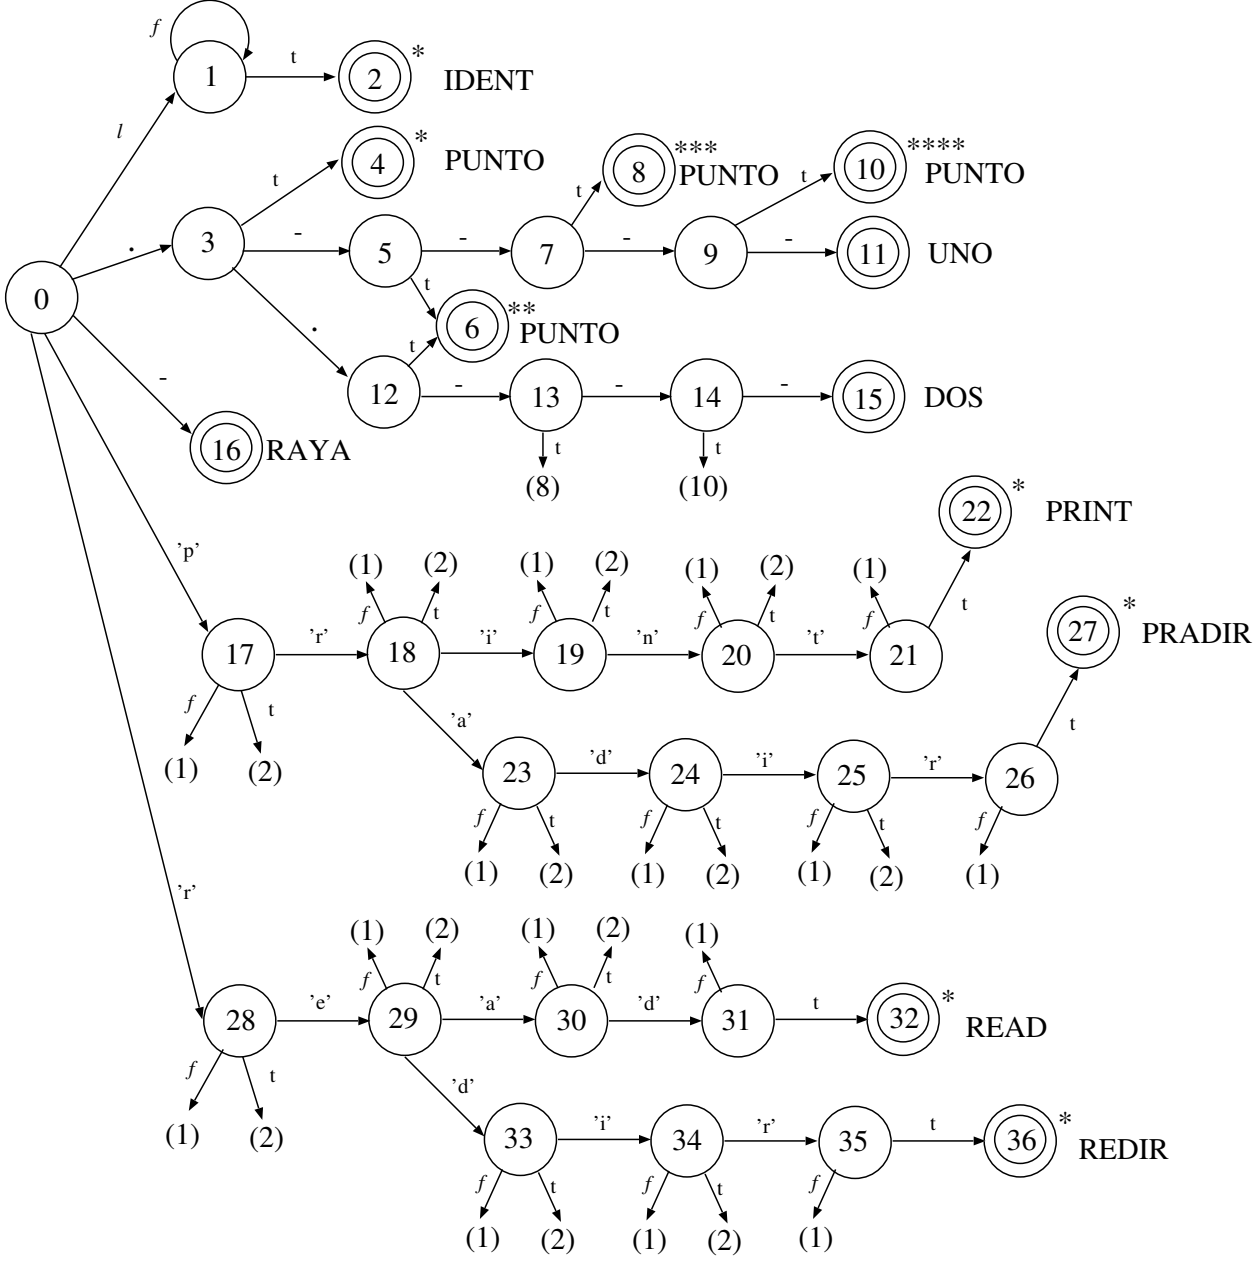 f
t
1
2
*
IDENT
l
t
4
*
PUNTO
t
8
***
PUNTO
t
10
****
PUNTO
.
3
-
5
-
7
-
9
-
11
UNO
0
.
t
t
6
**
PUNTO
-
12
-
13
-
14
-
15
DOS
t
t
(8)
(10)
16
RAYA
'p'
22
*
PRINT
(1)
(2)
(1)
(2)
(1)
(2)
(1)
f
t
f
t
f
t
f
t
17
'r'
18
'i'
19
'n'
20
't'
21
27
*
PRADIR
f
t
'a'
t
(1)
(2)
23
'd'
24
'i'
25
'r'
26
f
t
f
t
f
t
f
(1)
(2)
(1)
(2)
(1)
(2)
(1)
'r'
(1)
(2)
(1)
(2)
(1)
f
t
f
t
f
28
'e'
29
'a'
30
'd'
31
t
32
*
READ
f
t
'd'
(1)
(2)
33
'i'
34
'r'
35
t
36
*
REDIR
f
t
f
t
f
(1)
(2)
(1)
(2)
(1)